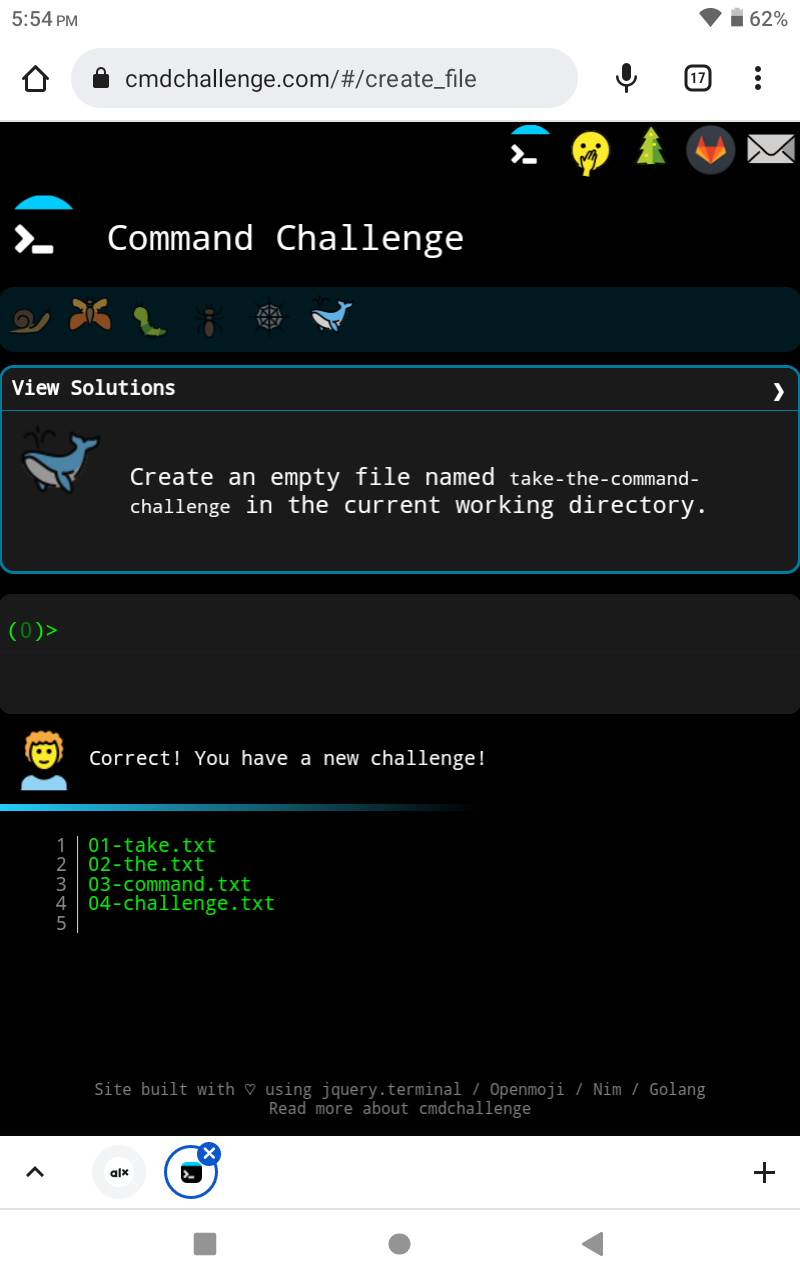 5:54 PM 62%
cmdchallenge.com/#/create_file
17
Command Challenge
View Solutions ❯
Create an empty file named take-the-command-
challenge in the current working directory.
(0)>
Correct! You have a new challenge!
1 01-take.txt
2 02-the.txt
3 03-command.txt
4 04-challenge.txt
5
Site built with ♡ using jquery.terminal / Openmoji / Nim / Golang
Read more about cmdchallenge
alx